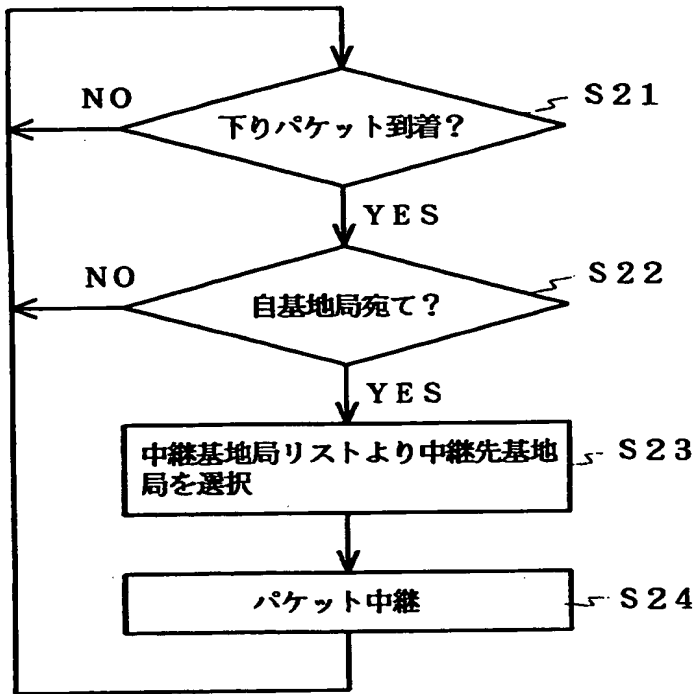 NO
S21
下りパケット到着？
YES
NO
S22
自基地局宛て？
YES
中継基地局リストより中継先基地
局を選択
S23
パケット中継
S24